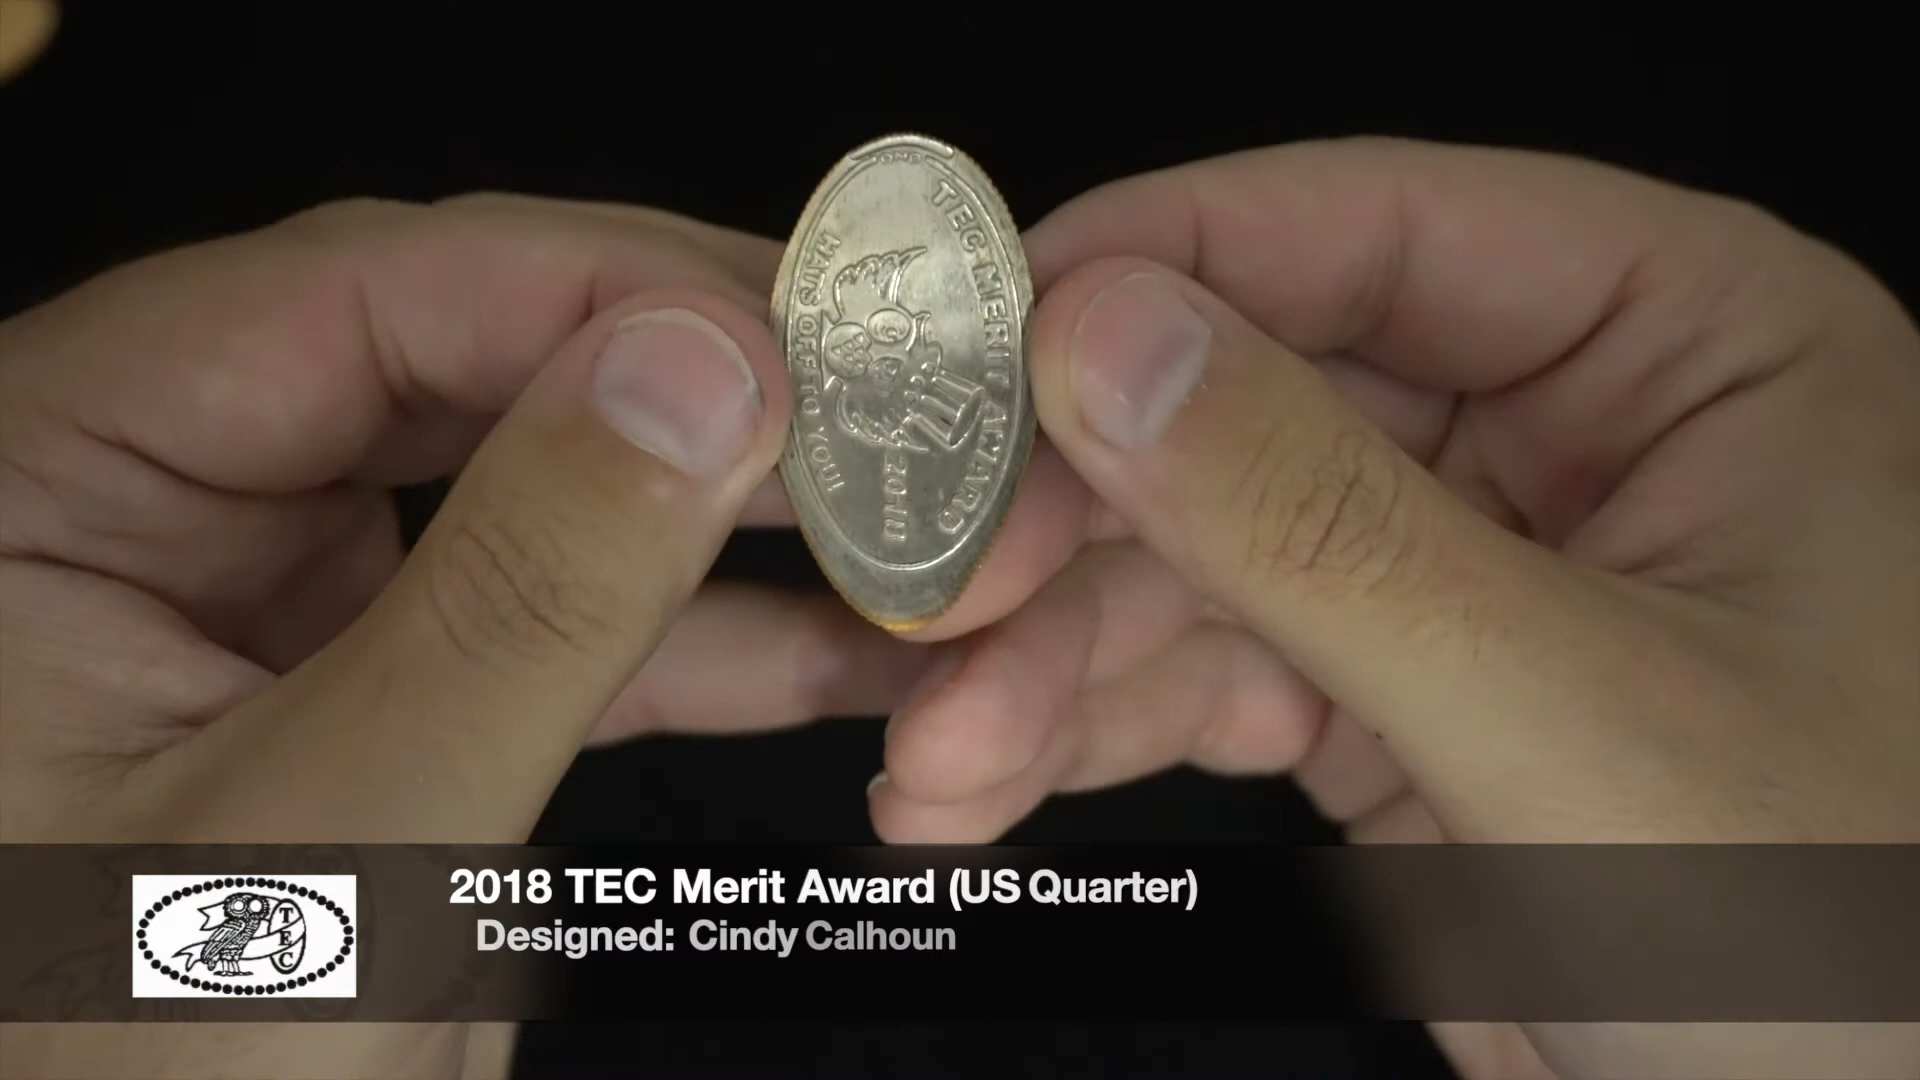 TEC MERIT AWARD
HATS OFF TO YOU!
2018
2018 TEC Merit Award (US Quarter)
Designed: Cindy Calhoun
TEC